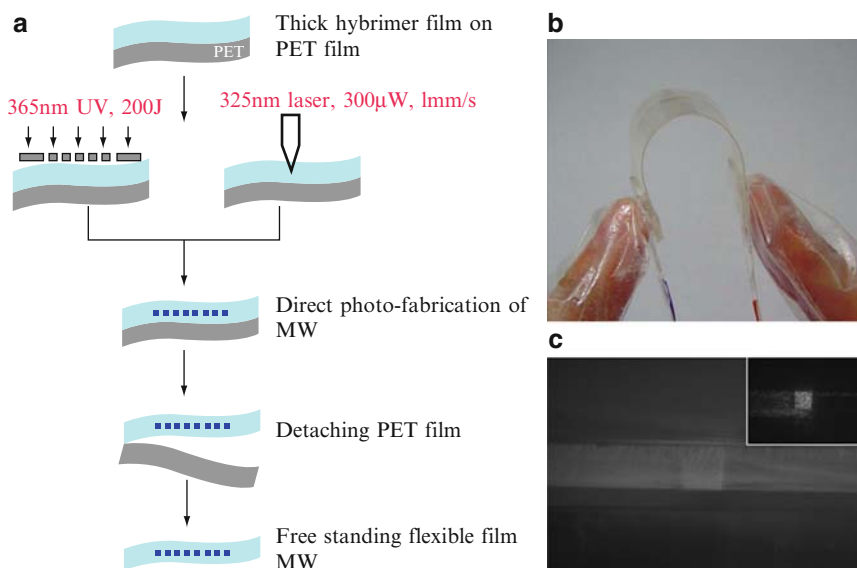 a
Thick hybrimer film on
PET film
PET
365nm UV, 200J
325nm laser, 300μW, lmm/s
Direct photo-fabrication of
MW
Detaching PET film
Free standing flexible film
MW
b
c